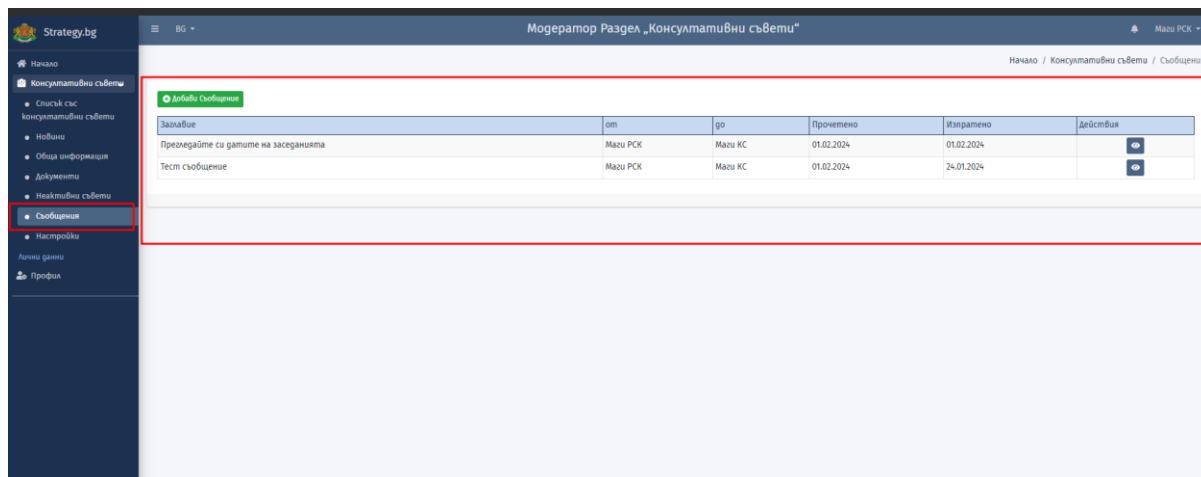 Strategy.bg
BG
Модератор Раздел „Консултативни съвети“
Маги РСК
Начало
Консултативни съвети
Списък със
консултативни съвети
Новини
Обща информация
Документи
Неактивни съвети
Съобщения
Настройки
Лични данни
Профил
Начало / Консултативни съвети / Съобщени
Добави Съобщение
Заглавие от до Прочетено Изпратено Действия
Прегледайте си датите на заседанията Маги РСК Маги КС 01.02.2024 01.02.2024
Тест съобщение Маги РСК Маги КС 01.02.2024 24.01.2024